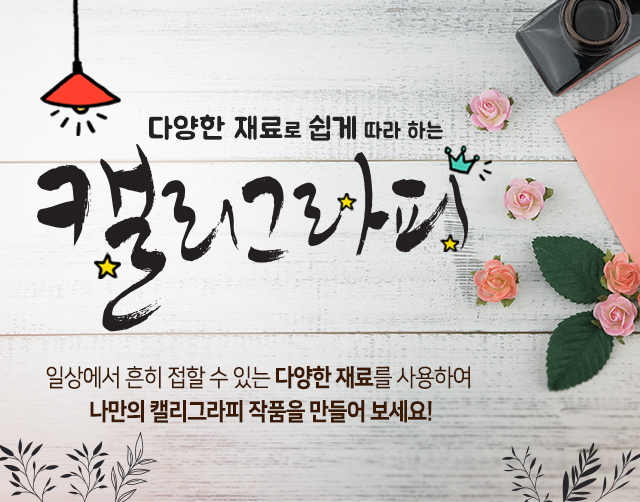 다양한 재료로 쉽게 따라 하는
캘리그라피
일상에서 흔히 접할 수 있는 다양한 재료를 사용하여
나만의 캘리그라피 작품을 만들어 보세요!